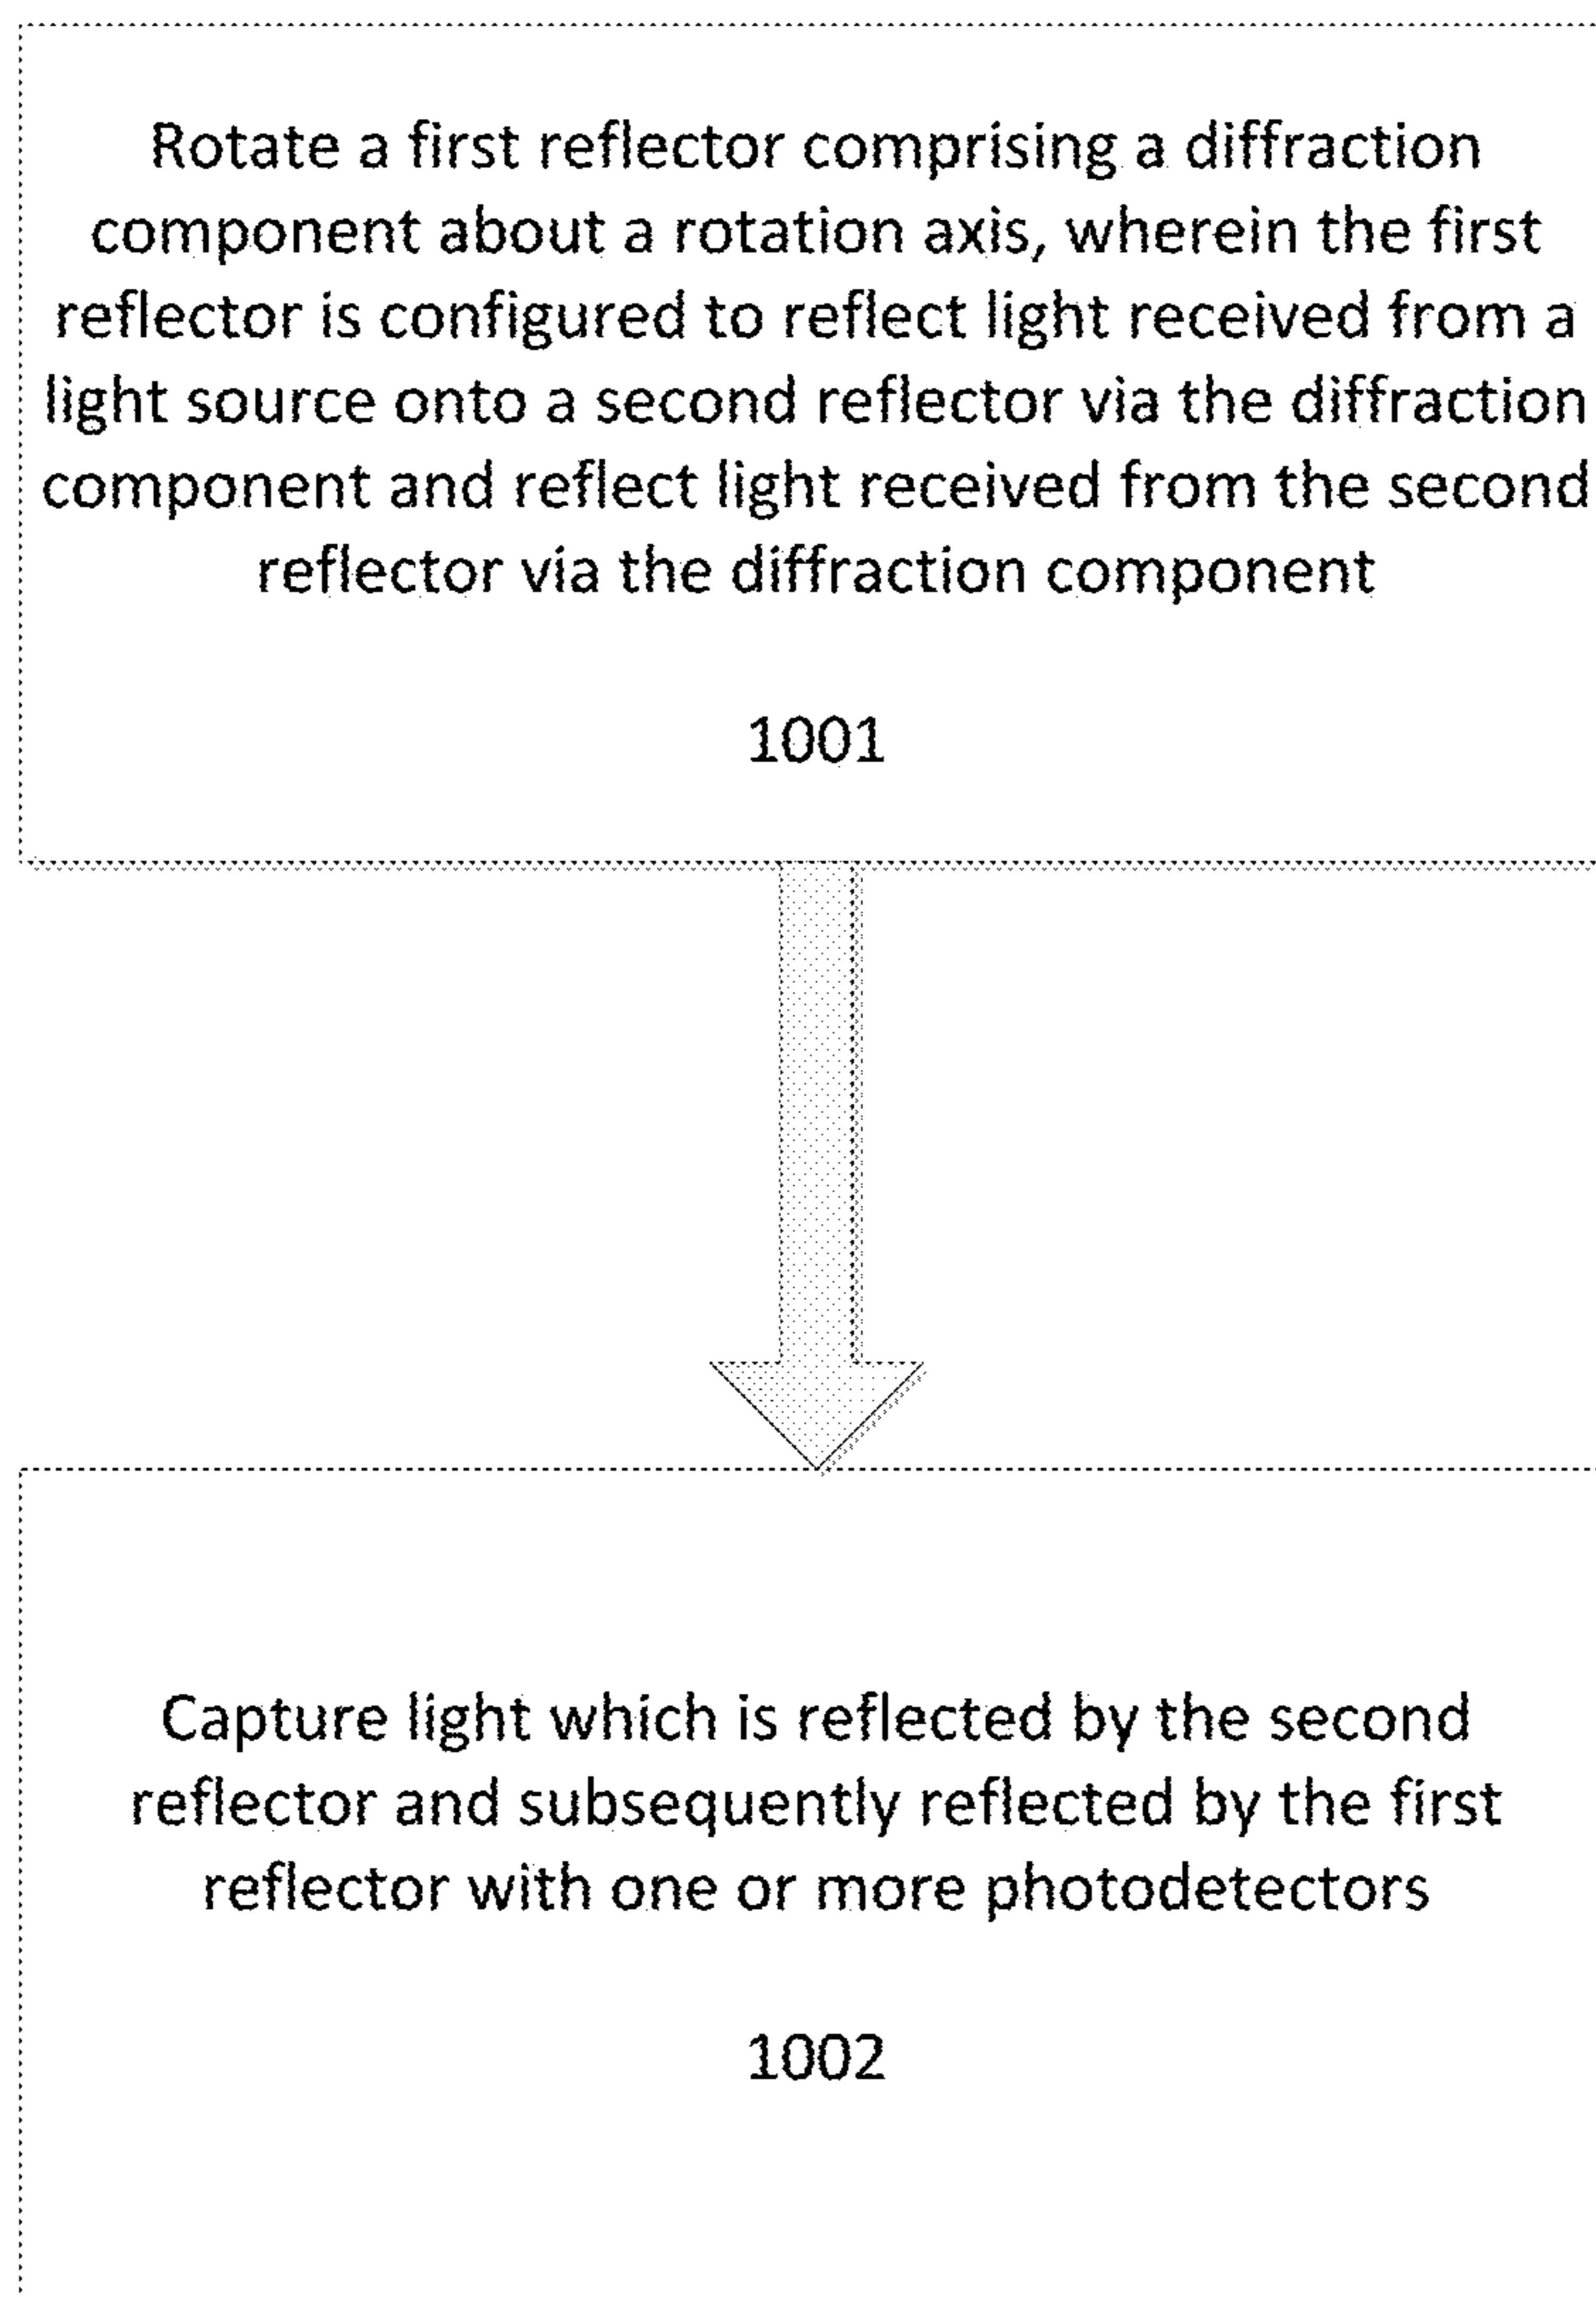 Rotate a first reflector comprising a diffraction
component about a rotation axis, wherein the first
reflector is configured to reflect light received from a
light source onto a second reflector via the diffraction
component and reflect light received from the second
reflector via the diffraction component
1001
Capture light which is reflected by the second
reflector and subsequently reflected by the first
reflector with one or more photodetectors
1002